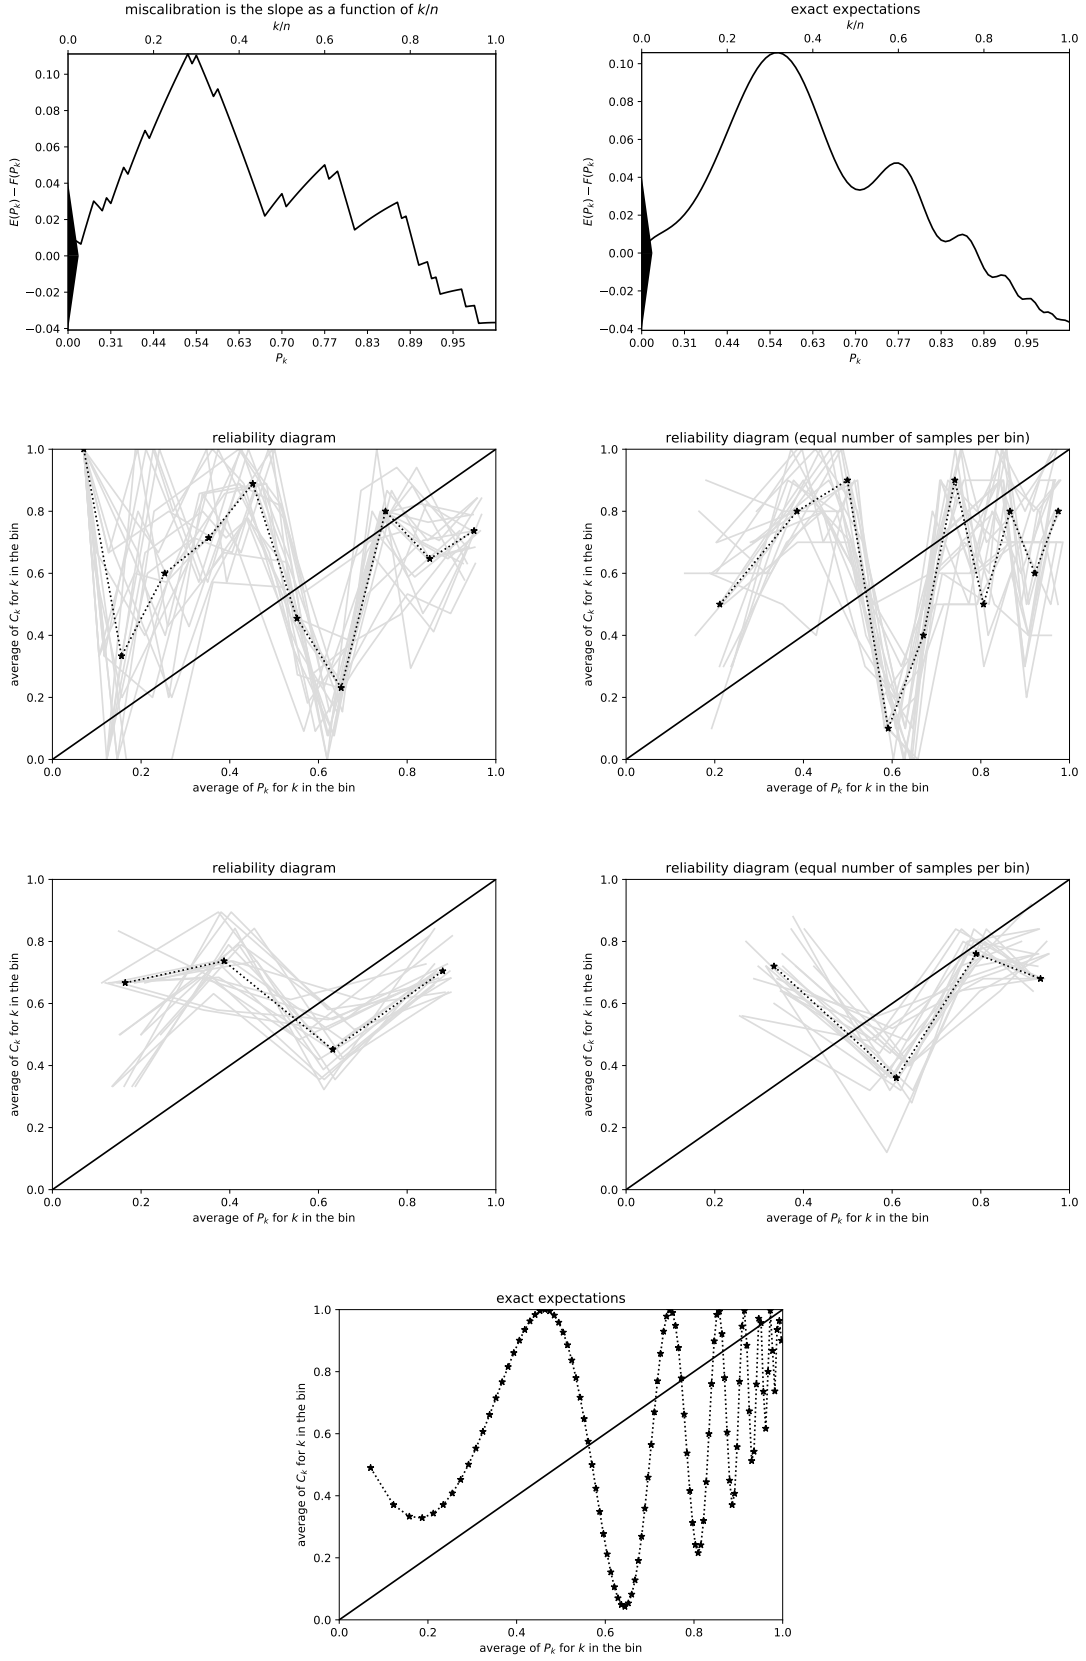 miscalibration is the slope as a function of k/n
k/n
0.0 0.2 0.4 0.6 0.8 1.0
0.10
0.08
0.06
0.04
0.02
0.00
−0.02
−0.04
E(P_k) − F(P_k)
0.00 0.31 0.44 0.54 0.63 0.70 0.77 0.83 0.89 0.95
P_k
exact expectations
k/n
0.0 0.2 0.4 0.6 0.8 1.0
0.10
0.08
0.06
0.04
0.02
0.00
−0.02
−0.04
E(P_k) − F(P_k)
0.00 0.31 0.44 0.54 0.63 0.70 0.77 0.83 0.89 0.95
P_k
reliability diagram
1.0
0.8
0.6
0.4
0.2
0.0
average of C_k for k in the bin
0.0 0.2 0.4 0.6 0.8 1.0
average of P_k for k in the bin
reliability diagram (equal number of samples per bin)
1.0
0.8
0.6
0.4
0.2
0.0
average of C_k for k in the bin
0.0 0.2 0.4 0.6 0.8 1.0
average of P_k for k in the bin
reliability diagram
1.0
0.8
0.6
0.4
0.2
0.0
average of C_k for k in the bin
0.0 0.2 0.4 0.6 0.8 1.0
average of P_k for k in the bin
reliability diagram (equal number of samples per bin)
1.0
0.8
0.6
0.4
0.2
0.0
average of C_k for k in the bin
0.0 0.2 0.4 0.6 0.8 1.0
average of P_k for k in the bin
exact expectations
1.0
0.8
0.6
0.4
0.2
0.0
average of C_k for k in the bin
0.0 0.2 0.4 0.6 0.8 1.0
average of P_k for k in the bin